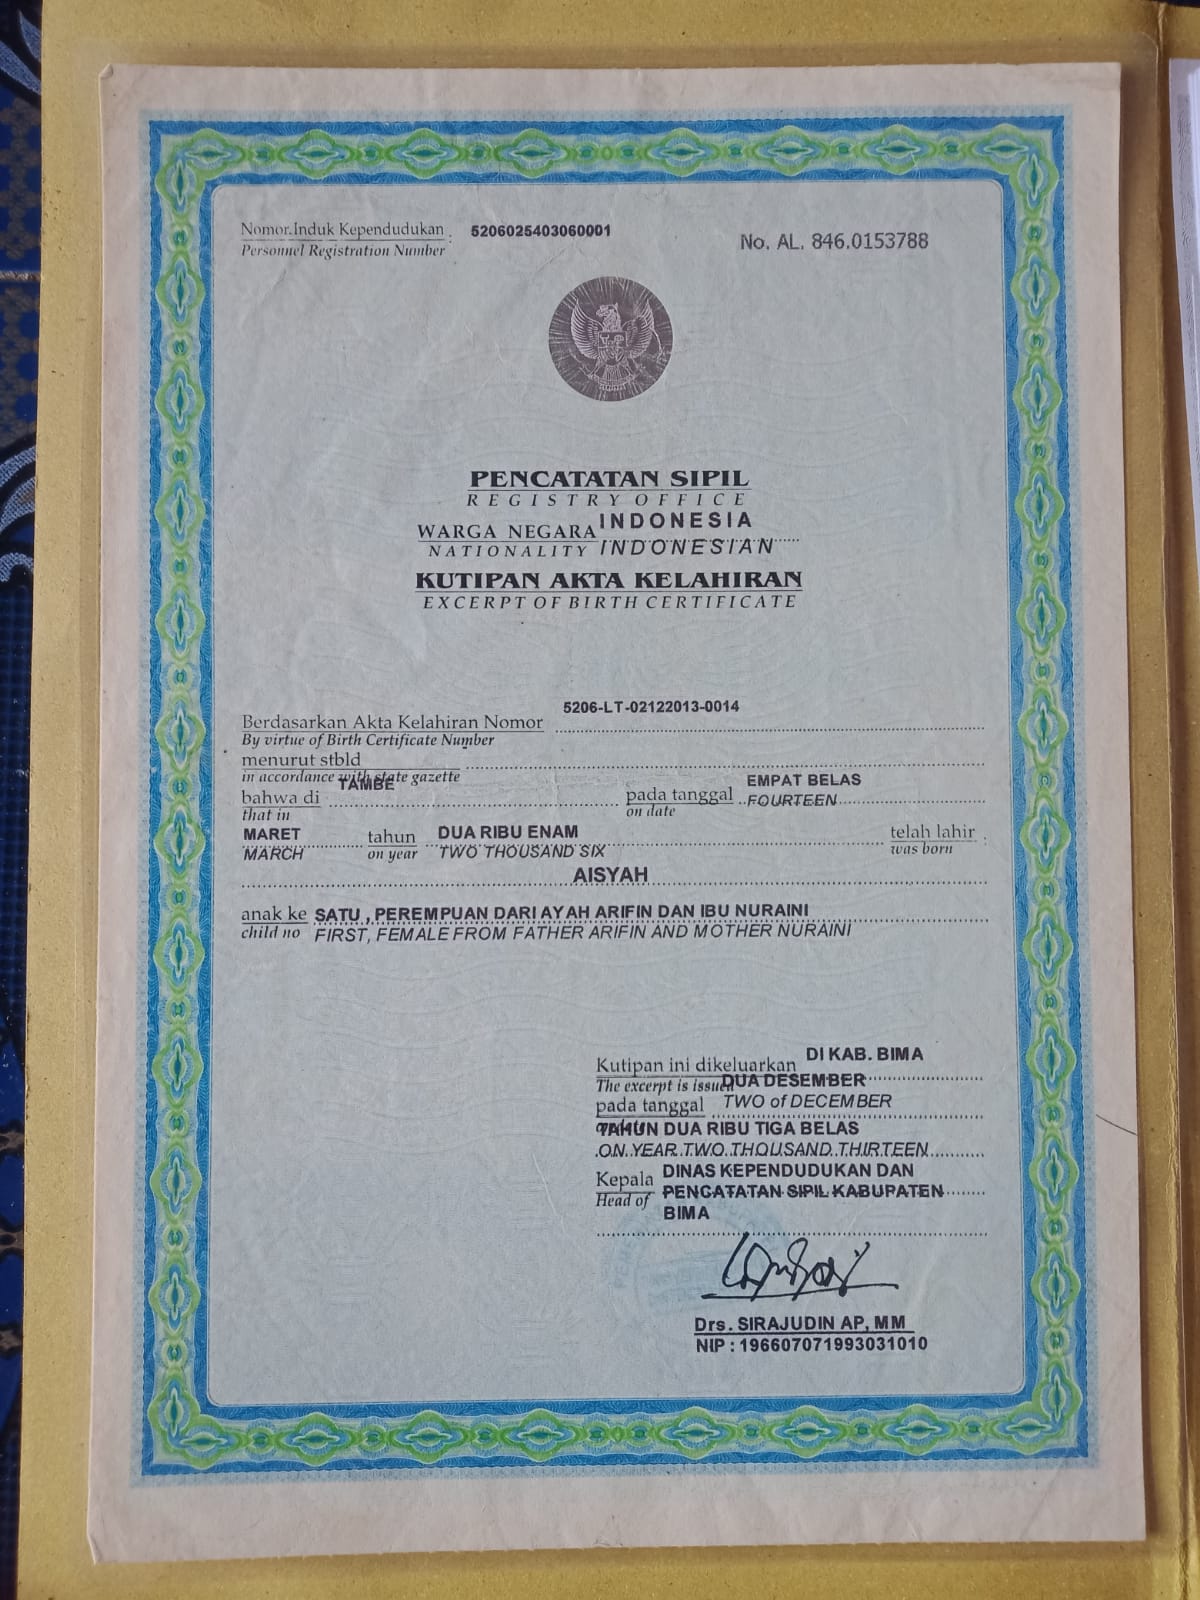 Nomor Induk Kependudukan : 5206025403060001
Personnel Registration Number
No. AL. 846.0153788
PENCATATAN SIPIL
REGISTRY OFFICE
WARGA NEGARA INDONESIA
NATIONALITY INDONESIAN
KUTIPAN AKTA KELAHIRAN
EXCERPT OF BIRTH CERTIFICATE
Berdasarkan Akta Kelahiran Nomor 5206-LT-02122013-0014
By virtue of Birth Certificate Number
menurut stbld
in accordance with state gazette
bahwa di TAMBE pada tanggal EMPAT BELAS
that in on date FOURTEEN
MARET tahun DUA RIBU ENAM telah lahir :
MARCH on year TWO THOUSAND SIX was born
AISYAH
anak ke SATU , PEREMPUAN DARI AYAH ARIFIN DAN IBU NURAINI
child no FIRST, FEMALE FROM FATHER ARIFIN AND MOTHER NURAINI
Kutipan ini dikeluarkan DI KAB. BIMA
The excerpt is issued DUA DESEMBER
pada tanggal TWO of DECEMBER
TAHUN DUA RIBU TIGA BELAS
ON YEAR TWO THOUSAND THIRTEEN
Kepala DINAS KEPENDUDUKAN DAN
Head of PENCATATAN SIPIL KABUPATEN
BIMA
Drs. SIRAJUDIN AP, MM
NIP : 196607071993031010